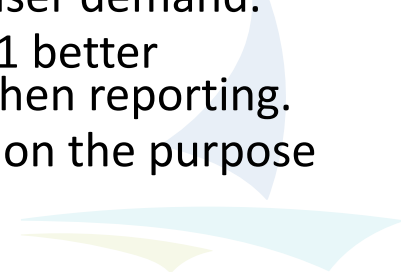 ser demand.
1 better
hen reporting.
on the purpose